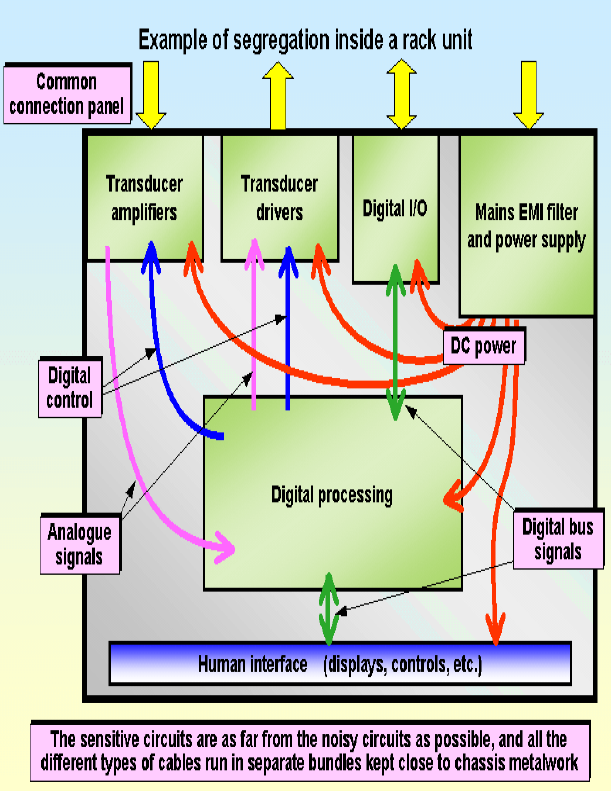 Example of segregation inside a rack unit
Common
connection panel
Transducer
amplifiers
Transducer
drivers
Digital I/O
Mains EMI filter
and power supply
DC power
Digital
control
Digital processing
Analogue
signals
Digital bus
signals
Human interface (displays, controls, etc.)
The sensitive circuits are as far from the noisy circuits as possible, and all the
different types of cables run in separate bundles kept close to chassis metalwork